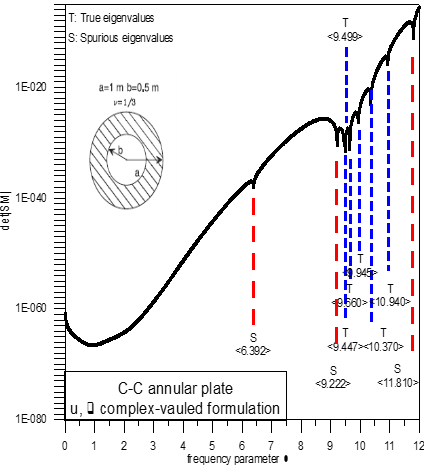 T: True eigenvalues
S: Spurious eigenvalues
T
<9.499>
a=1 m b=0.5 m
ν=1/3
b
a
1E-020
1E-040
1E-060
1E-080
det|SM|
T
<9.945>
T
<9.660>
T
<10.940>
T
<9.447>
T
<10.370>
S
<6.392>
S
<9.222>
S
<11.810>
C-C annular plate
u, complex-vauled formulation
0 1 2 3 4 5 6 7 8 9 10 11 12
frequency parameter